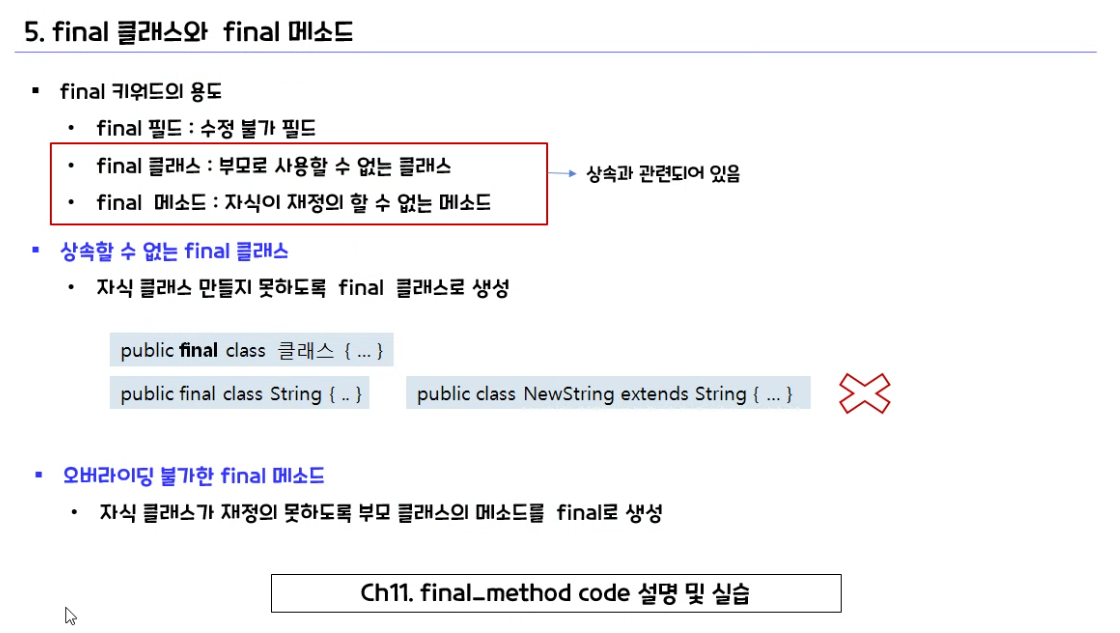 5. final 클래스와 final 메소드
▪ final 키워드의 용도
• final 필드 : 수정 불가 필드
• final 클래스 : 부모로 사용할 수 없는 클래스
상속과 관련되어 있음
• final 메소드 : 자식이 재정의 할 수 없는 메소드
▪ 상속할 수 없는 final 클래스
• 자식 클래스 만들지 못하도록 final 클래스로 생성
public final class 클래스 { ... }
public final class String { .. }
public class NewString extends String { ... }
▪ 오버라이딩 불가한 final 메소드
• 자식 클래스가 재정의 못하도록 부모 클래스의 메소드를 final로 생성
Ch11. final_method code 설명 및 실습